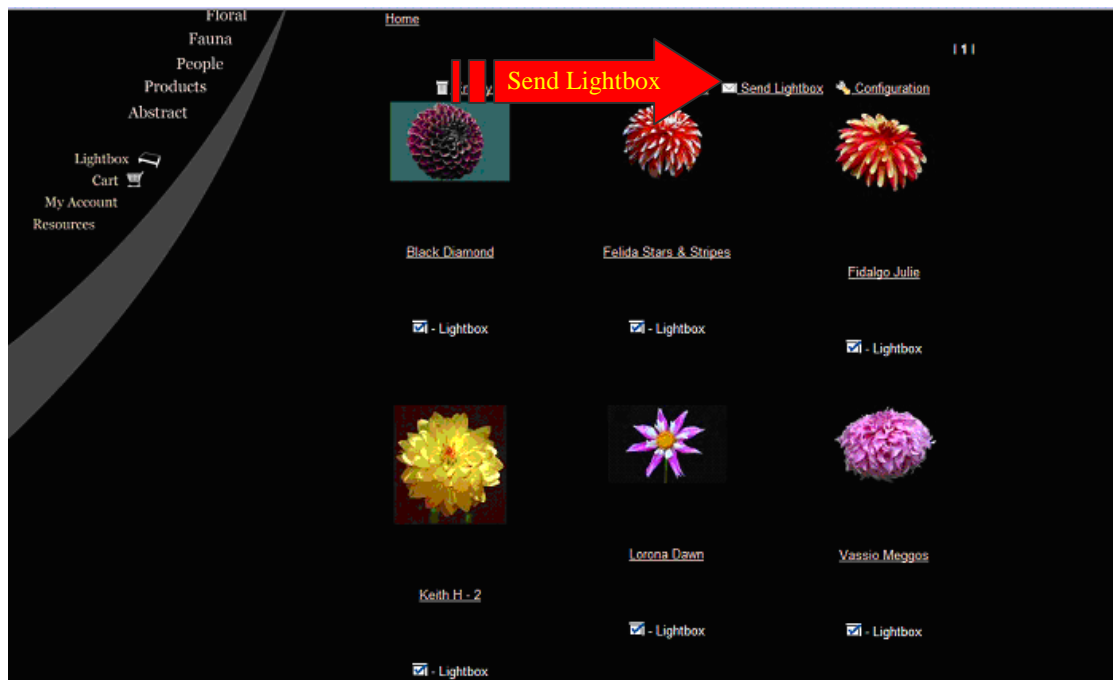 Floral
Fauna
People
Products
Abstract
Lightbox
Cart
My Account
Resources
Home
| 1 |
Send Lightbox
Send Lightbox
Configuration
Black Diamond
Felida Stars & Stripes
Fidalgo Julie
- Lightbox
- Lightbox
- Lightbox
Keith H - 2
Lorona Dawn
Vassio Meggos
- Lightbox
- Lightbox
- Lightbox